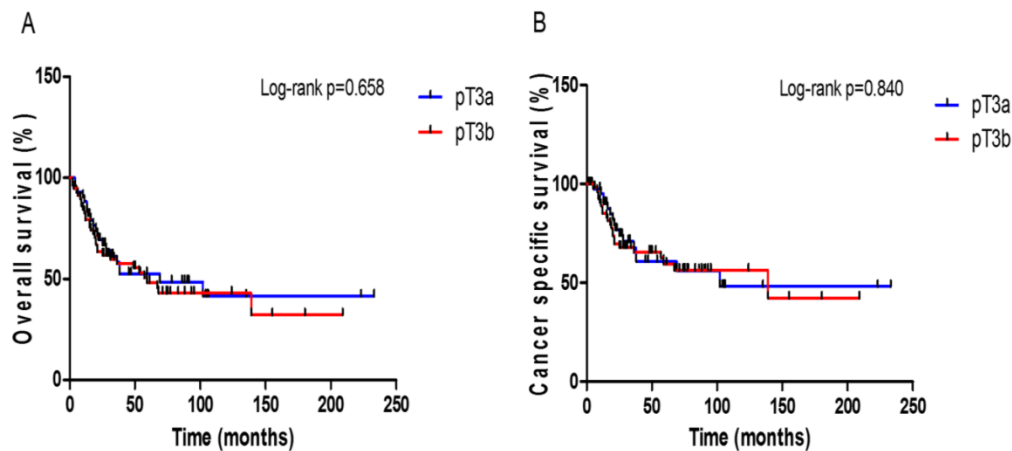 A
Log-rank p=0.658
pT3a
pT3b
Overall survival (%)
150
100
50
0
0 50 100 150 200 250
Time (months)
B
Log-rank p=0.840
pT3a
pT3b
Cancer specific survival (%)
150
100
50
0
0 50 100 150 200 250
Time (months)